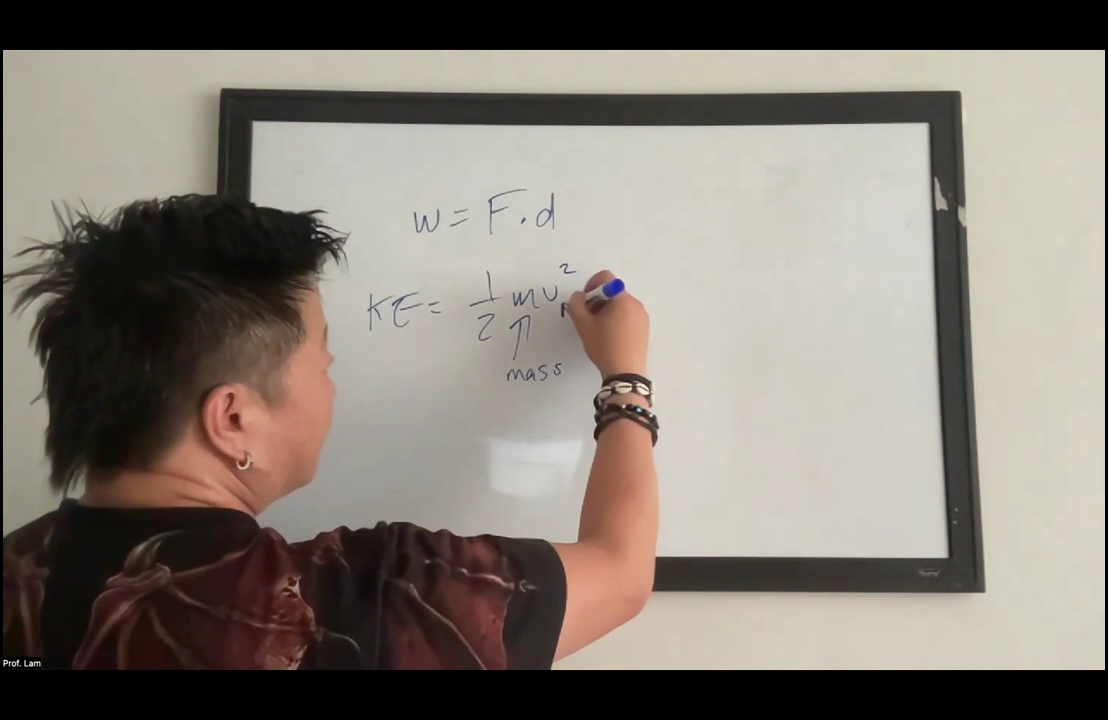 W = F · d
KE = 1/2 mv²
mass
Prof. Lam